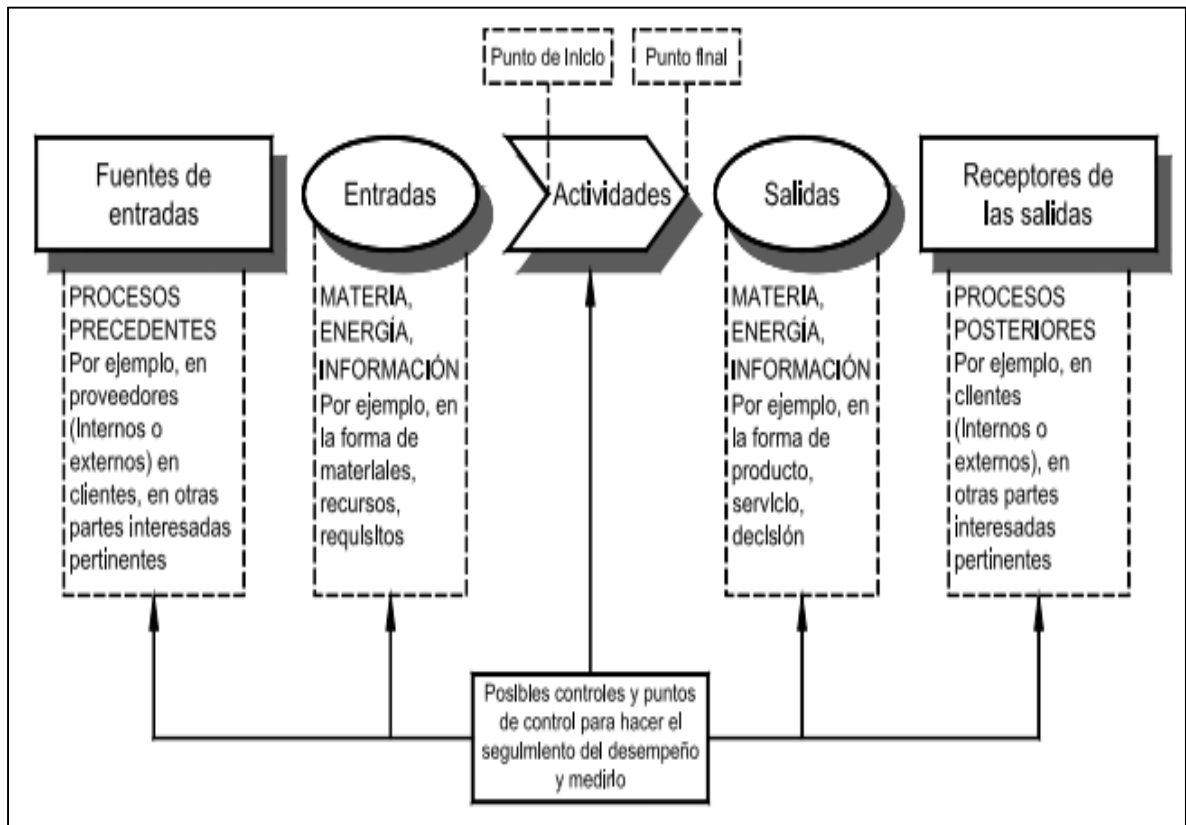 Punto de Inicio
Punto final
Fuentes de
entradas
Entradas
Actividades
Salidas
Receptores de
las salidas
PROCESOS
PRECEDENTES
Por ejemplo, en
proveedores
(Internos o
externos) en
clientes, en otras
partes interesadas
pertinentes
MATERIA,
ENERGÍA,
INFORMACIÓN
Por ejemplo, en
la forma de
materiales,
recursos,
requisitos
MATERIA,
ENERGÍA,
INFORMACIÓN
Por ejemplo, en
la forma de
producto,
servicio,
decisión
PROCESOS
POSTERIORES
Por ejemplo, en
clientes
(Internos o
externos), en
otras partes
interesadas
pertinentes
Posibles controles y puntos
de control para hacer el
seguimiento del desempeño
y medirlo